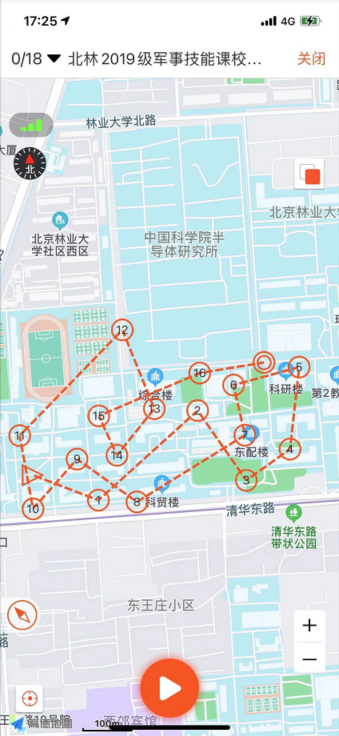 17:25
4G
0/18 北林2019级军事技能课校...
关闭
林业大学北路
大厦
北
北京林业大
学社区西区
北京林业大
中国科学院半
导体研究所
12
16
5
综合楼
6
科研楼
第2教
15
13
2
11
7
14
东配楼
9
4
3
1
8
科贸楼
10
清华东路
清华东路
带状公园
口
东王庄小区
路
+
−
高德地图
100m
西郊宾馆